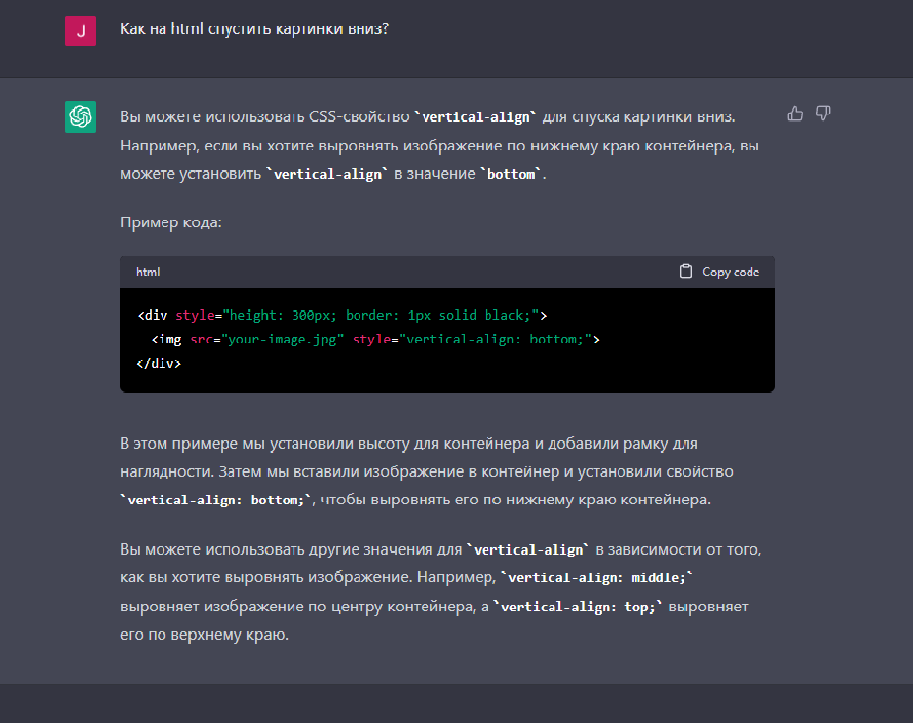 J
Как на html спустить картинки вниз?
Вы можете использовать CSS-свойство `vertical-align` для спуска картинки вниз.
Например, если вы хотите выровнять изображение по нижнему краю контейнера, вы
можете установить `vertical-align` в значение `bottom`.
Пример кода:
html
Copy code
<div style="height: 300px; border: 1px solid black;">
  <img src="your-image.jpg" style="vertical-align: bottom;">
</div>
В этом примере мы установили высоту для контейнера и добавили рамку для
наглядности. Затем мы вставили изображение в контейнер и установили свойство
`vertical-align: bottom;`, чтобы выровнять его по нижнему краю контейнера.
Вы можете использовать другие значения для `vertical-align` в зависимости от того,
как вы хотите выровнять изображение. Например, `vertical-align: middle;`
выровняет изображение по центру контейнера, а `vertical-align: top;` выровняет
его по верхнему краю.